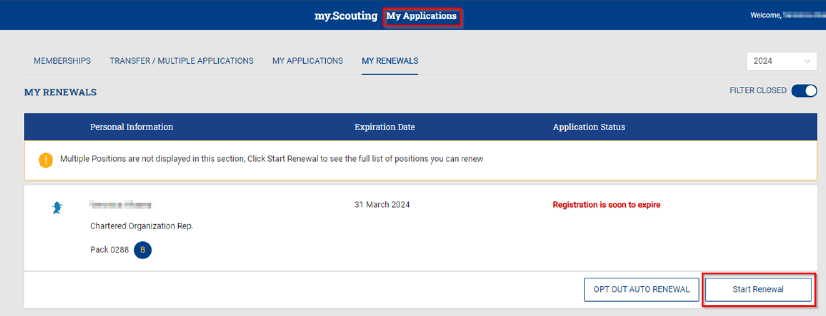 my.Scouting My Applications
Welcome,
MEMBERSHIPS TRANSFER / MULTIPLE APPLICATIONS MY APPLICATIONS MY RENEWALS
2024
MY RENEWALS
FILTER CLOSED
Personal Information Expiration Date Application Status
! Multiple Positions are not displayed in this section, Click Start Renewal to see the full list of positions you can renew
31 March 2024 Registration is soon to expire
Chartered Organization Rep.
Pack 0288 B
OPT OUT AUTO RENEWAL Start Renewal